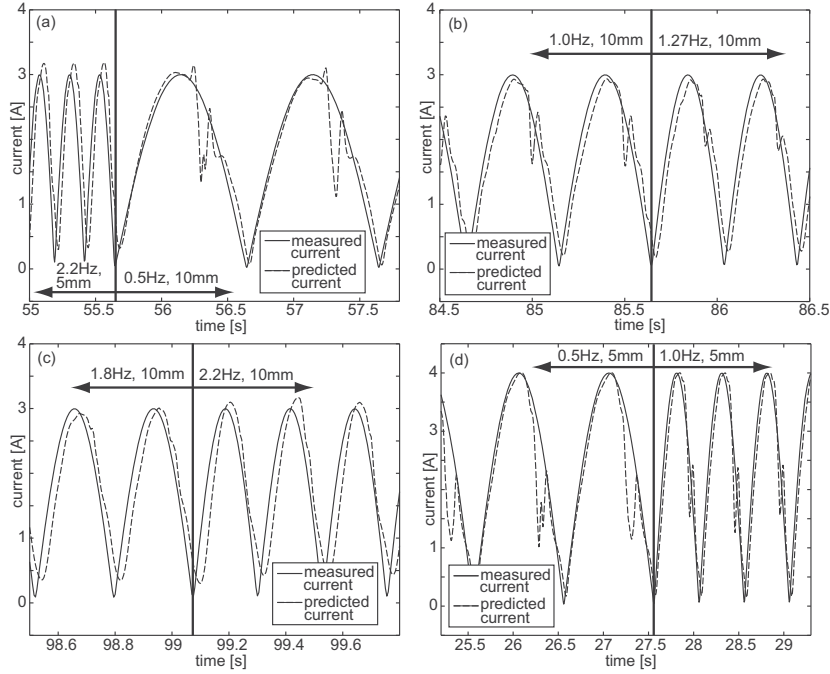 (a)
4
3
2
1
0
current [A]
2.2Hz, 5mm
0.5Hz, 10mm
measured current
predicted current
55
55.5
56
56.5
57
57.5
time [s]
(b)
1.0Hz, 10mm
1.27Hz, 10mm
4
3
2
1
0
current [A]
measured current
predicted current
84.5
85
85.5
86
86.5
time [s]
(c)
1.8Hz, 10mm
2.2Hz, 10mm
4
3
2
1
0
current [A]
measured current
predicted current
98.6
98.8
99
99.2
99.4
99.6
time [s]
(d)
0.5Hz, 5mm
1.0Hz, 5mm
4
3
2
4
0
current [A]
measured current
predicted current
25.5
26
26.5
27
27.5
28
28.5
29
time [s]